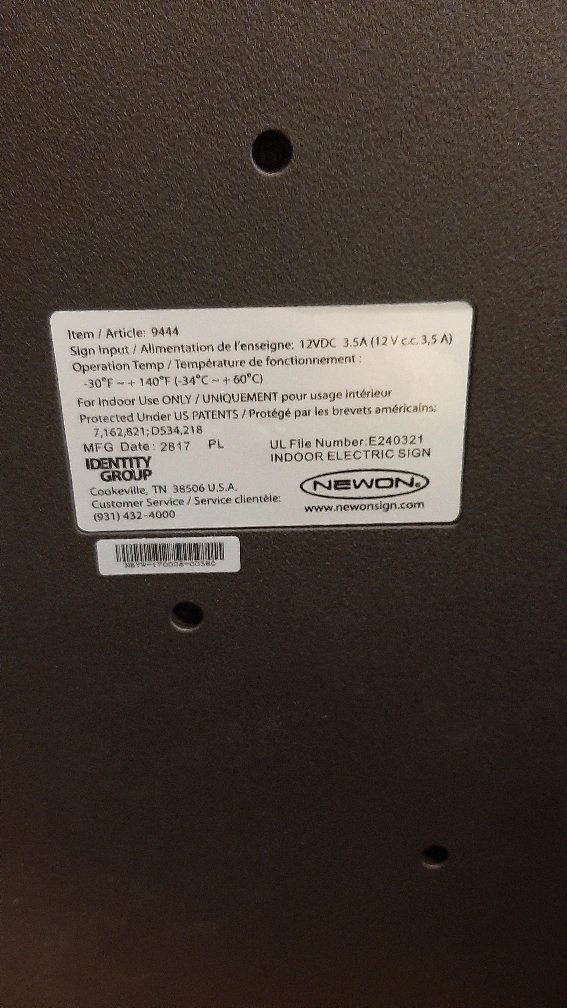 Item / Article: 9444
Sign Input / Alimentation de l'enseigne: 12VDC 3.5A (12 V c.c. 3,5 A)
Operation Temp / Température de fonctionnement :
-30°F ~ + 140°F (-34°C ~ + 60°C)
For Indoor Use ONLY / UNIQUEMENT pour usage intérieur
Protected Under US PATENTS / Protégé par les brevets américains:
7,162,821; D534,218
MFG Date: 2817 PL
UL File Number:E240321
INDOOR ELECTRIC SIGN
IDENTITY
GROUP
Cookeville, TN 38506 U.S.A.
Customer Service / Service clientèle:
(931) 432-4000
NEWON®
www.newonsign.com